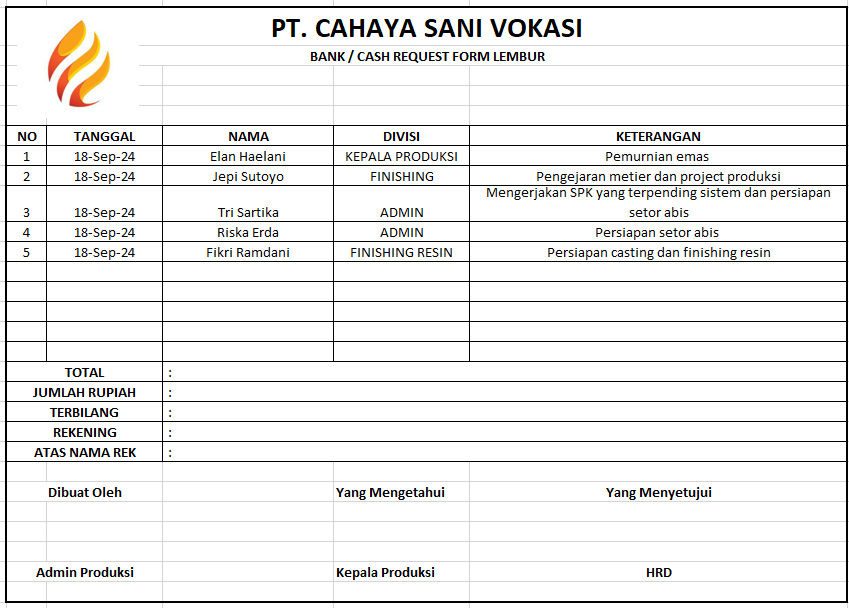 PT. CAHAYA SANI VOKASI
BANK / CASH REQUEST FORM LEMBUR
NO TANGGAL NAMA DIVISI KETERANGAN
1 18-Sep-24 Elan Haelani KEPALA PRODUKSI Pemurnian emas
2 18-Sep-24 Jepi Sutoyo FINISHING Pengejaran metier dan project produksi
Mengerjakan SPK yang terpending sistem dan persiapan
3 18-Sep-24 Tri Sartika ADMIN setor abis
4 18-Sep-24 Riska Erda ADMIN Persiapan setor abis
5 18-Sep-24 Fikri Ramdani FINISHING RESIN Persiapan casting dan finishing resin
TOTAL :
JUMLAH RUPIAH :
TERBILANG :
REKENING :
ATAS NAMA REK :
Dibuat Oleh Yang Mengetahui Yang Menyetujui
Admin Produksi Kepala Produksi HRD